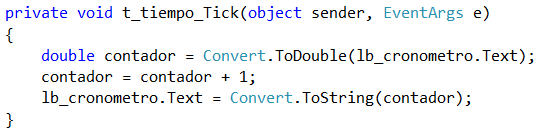 private void t_tiempo_Tick(object sender, EventArgs e)
{
    double contador = Convert.ToDouble(lb_cronometro.Text);
    contador = contador + 1;
    lb_cronometro.Text = Convert.ToString(contador);
}